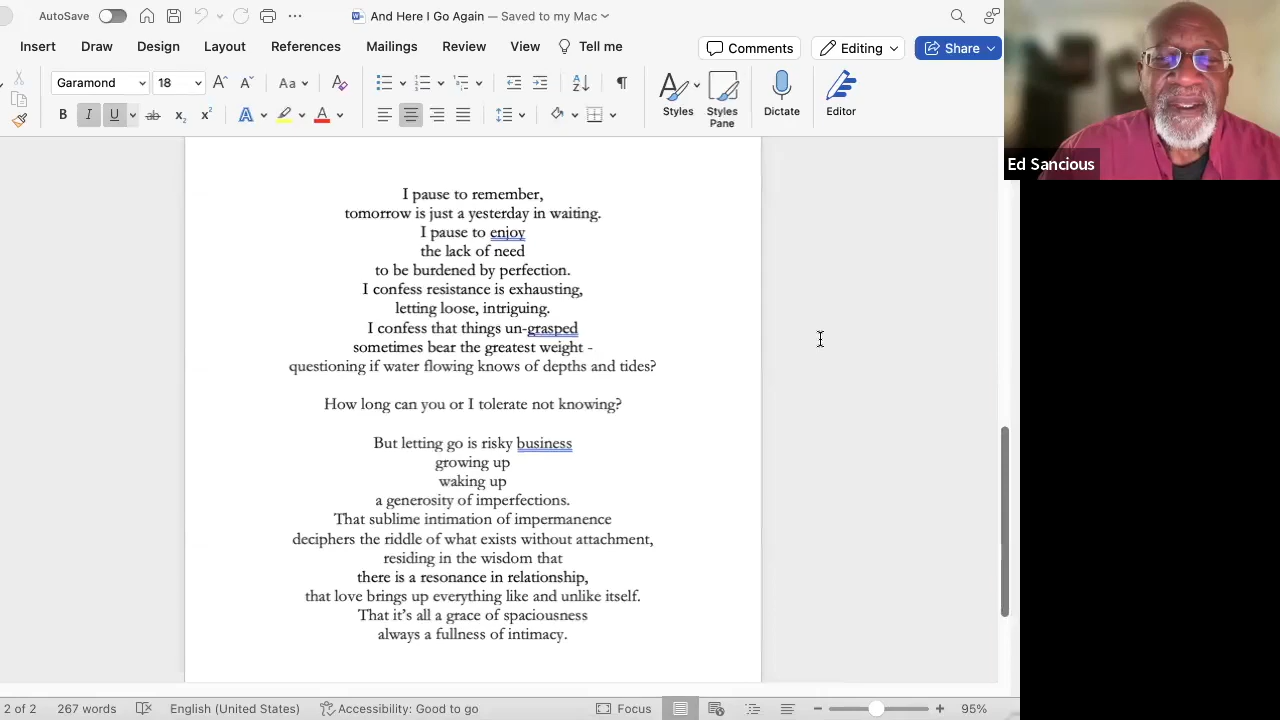 AutoSave
And Here I Go Again — Saved to my Mac
Insert Draw Design Layout References Mailings Review View Tell me
Comments Editing Share
Garamond 18 A A Aa A
B I U ab x2 x2 A A
Styles Styles Pane Dictate Editor
Ed Sancious
I pause to remember,
tomorrow is just a yesterday in waiting.
I pause to enjoy
the lack of need
to be burdened by perfection.
I confess resistance is exhausting,
letting loose, intriguing.
I confess that things un-grasped
sometimes bear the greatest weight -
questioning if water flowing knows of depths and tides?
How long can you or I tolerate not knowing?
But letting go is risky business
growing up
waking up
a generosity of imperfections.
That sublime intimation of impermanence
deciphers the riddle of what exists without attachment,
residing in the wisdom that
there is a resonance in relationship,
that love brings up everything like and unlike itself.
That it’s all a grace of spaciousness
always a fullness of intimacy.
2 of 2 267 words English (United States) Accessibility: Good to go Focus 95%